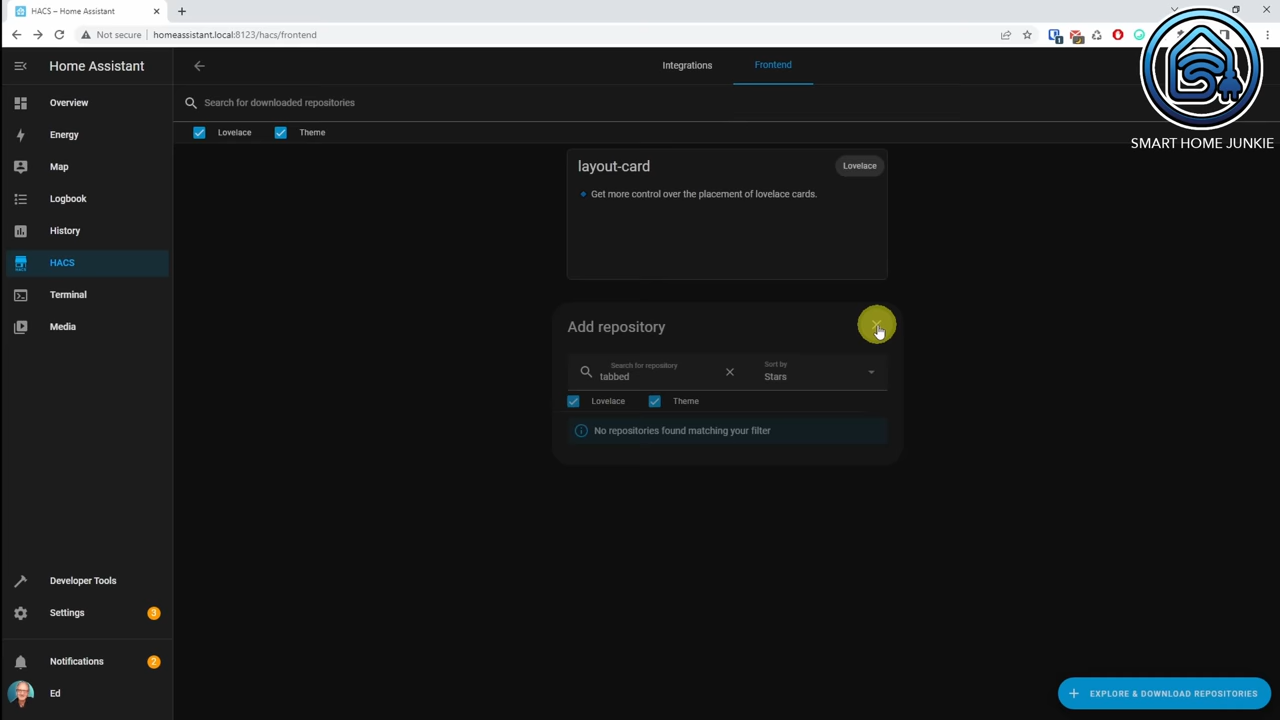 HACS – Home Assistant
Not secure
homeassistant.local:8123/hacs/frontend
Home Assistant
Integrations
Frontend
SMART HOME JUNKIE
Overview
Search for downloaded repositories
Lovelace
Theme
Energy
Map
Logbook
History
HACS
HACS
Terminal
Media
layout-card
Lovelace
Get more control over the placement of lovelace cards.
Add repository
Search for repository
tabbed
Sort by
Stars
Lovelace
Theme
No repositories found matching your filter
Developer Tools
Settings
3
Notifications
2
Ed
EXPLORE & DOWNLOAD REPOSITORIES